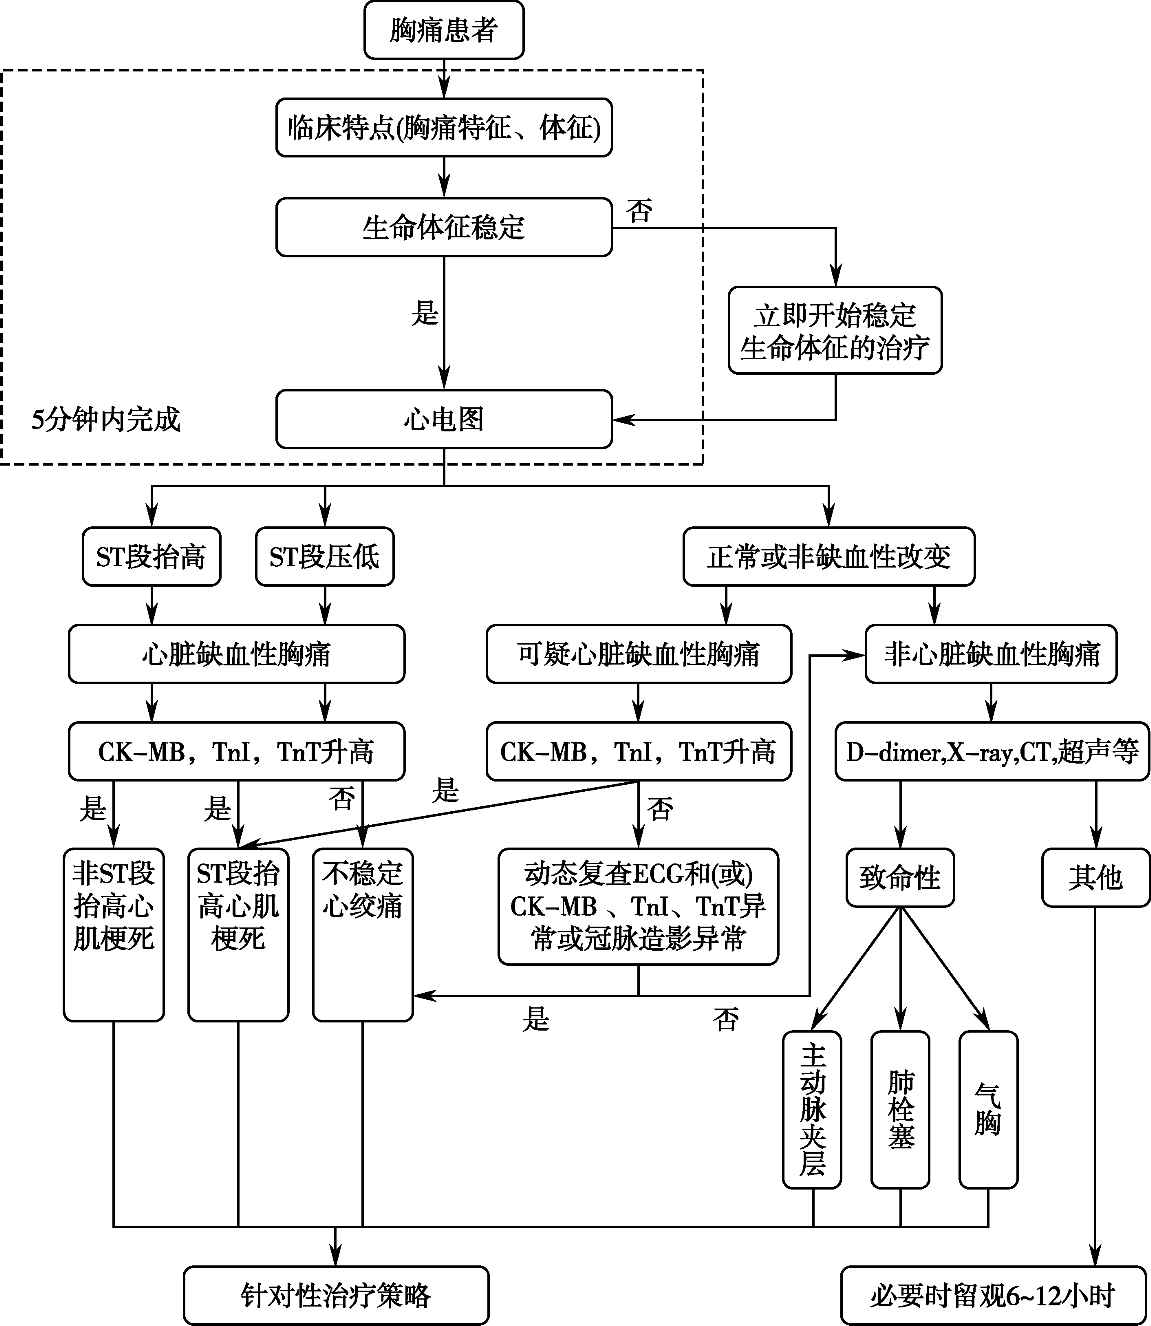 胸痛患者
临床特点(胸痛特征、体征)
生命体征稳定
否
是
立即开始稳定
生命体征的治疗
5分钟内完成
心电图
ST段抬高
ST段压低
正常或非缺血性改变
心脏缺血性胸痛
可疑心脏缺血性胸痛
非心脏缺血性胸痛
CK-MB，TnI，TnT升高
CK-MB，TnI，TnT升高
D-dimer,X-ray,CT,超声等
是
是
否
是
否
非ST段
抬高心
肌梗死
ST段抬
高心肌
梗死
不稳定
心绞痛
动态复查ECG和(或)
CK-MB 、TnI、TnT异
常或冠脉造影异常
致命性
其他
是
否
主动脉夹层
肺栓塞
气胸
针对性治疗策略
必要时留观6~12小时